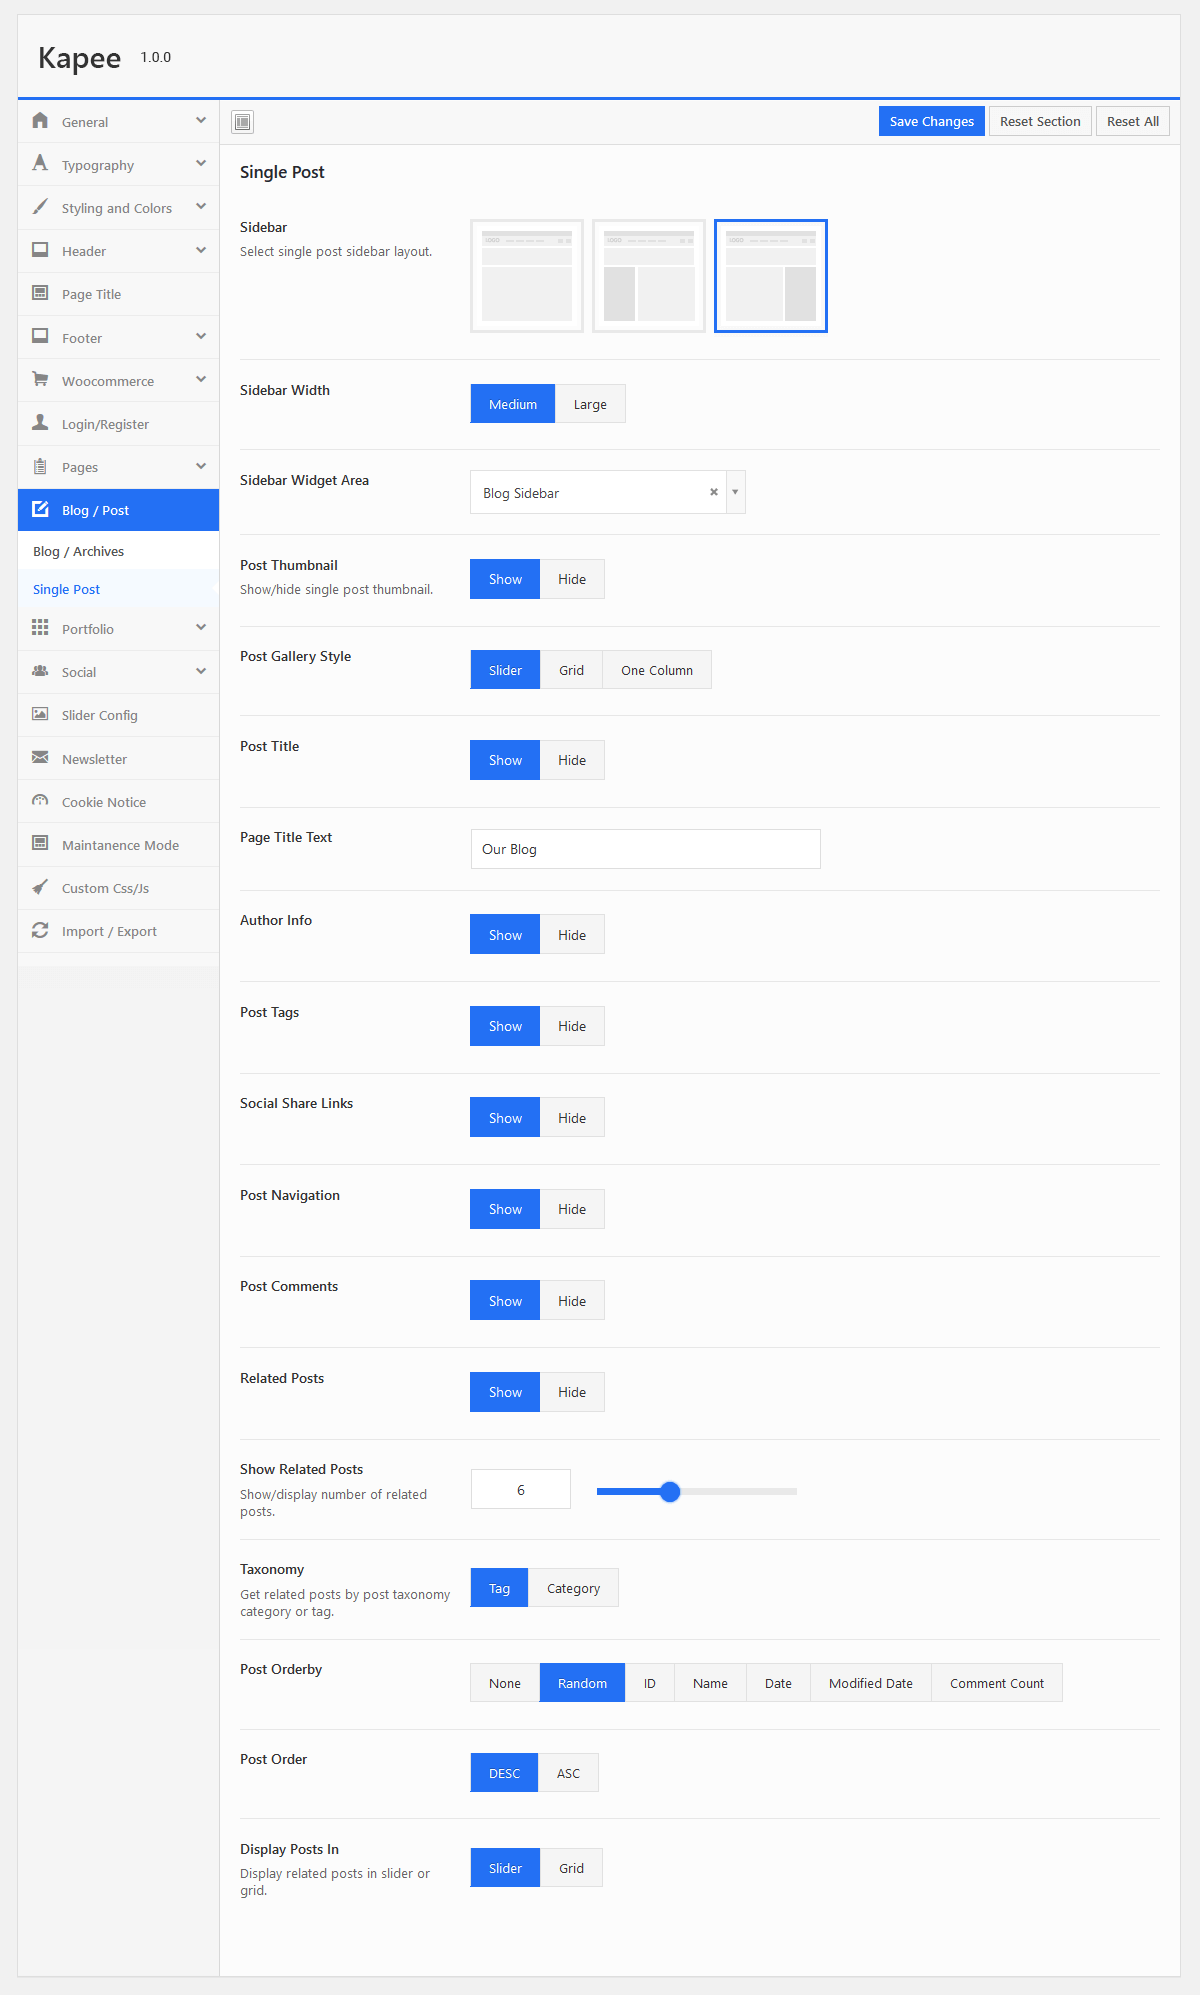 Kapee 1.0.0
Save Changes Reset Section Reset All
General
Typography
Styling and Colors
Header
Page Title
Footer
Woocommerce
Login/Register
Pages
Blog / Post
Blog / Archives
Single Post
Portfolio
Social
Slider Config
Newsletter
Cookie Notice
Maintanence Mode
Custom Css/Js
Import / Export
Single Post
Sidebar
Select single post sidebar layout.
LOGO LOGO LOGO
Sidebar Width
Medium Large
Sidebar Widget Area
Blog Sidebar
Post Thumbnail
Show/hide single post thumbnail.
Show Hide
Post Gallery Style
Slider Grid One Column
Post Title
Show Hide
Page Title Text
Our Blog
Author Info
Show Hide
Post Tags
Show Hide
Social Share Links
Show Hide
Post Navigation
Show Hide
Post Comments
Show Hide
Related Posts
Show Hide
Show Related Posts
Show/display number of related
posts.
6
Taxonomy
Get related posts by post taxonomy
category or tag.
Tag Category
Post Orderby
None Random ID Name Date Modified Date Comment Count
Post Order
DESC ASC
Display Posts In
Display related posts in slider or
grid.
Slider Grid